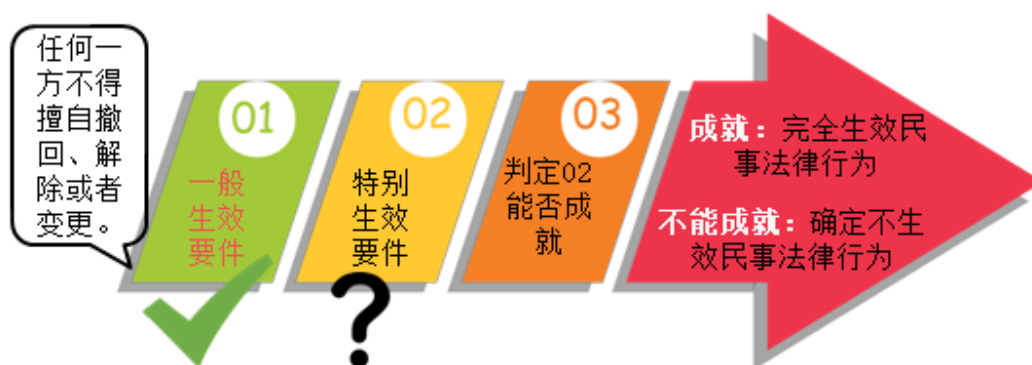 任何一
方不得
擅自撤
回、解
除或者
变更。
01
一般
生效
要件
02
特别
生效
要件
?
03
判定02
能否成
就
成就：完全生效民
事法律行为
不能成就：确定不生
效民事法律行为